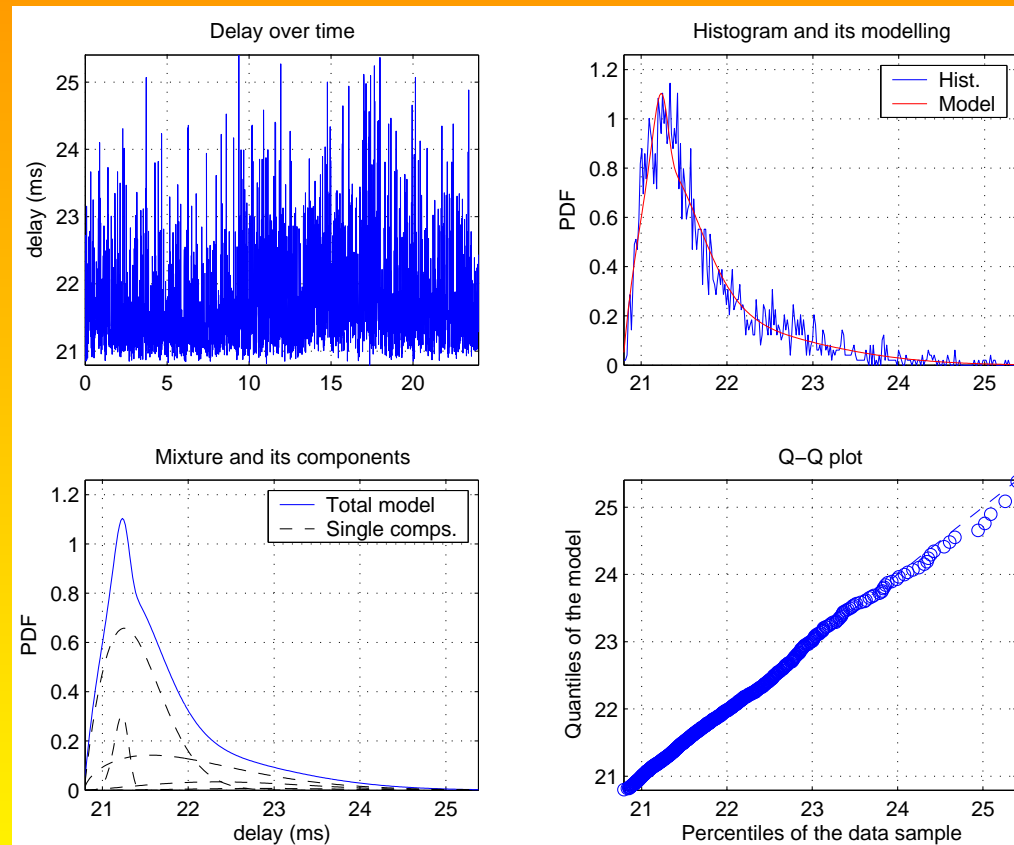 Delay over time
delay (ms)
25
24
23
22
21
0 5 10 15 20
Histogram and its modelling
PDF
1.2
1
0.8
0.6
0.4
0.2
0
21 22 23 24 25
Hist.
Model
Mixture and its components
PDF
1.2
1
0.8
0.6
0.4
0.2
0
21 22 23 24 25
delay (ms)
Total model
Single comps.
Q−Q plot
Quantiles of the model
25
24
23
22
21
21 22 23 24 25
Percentiles of the data sample